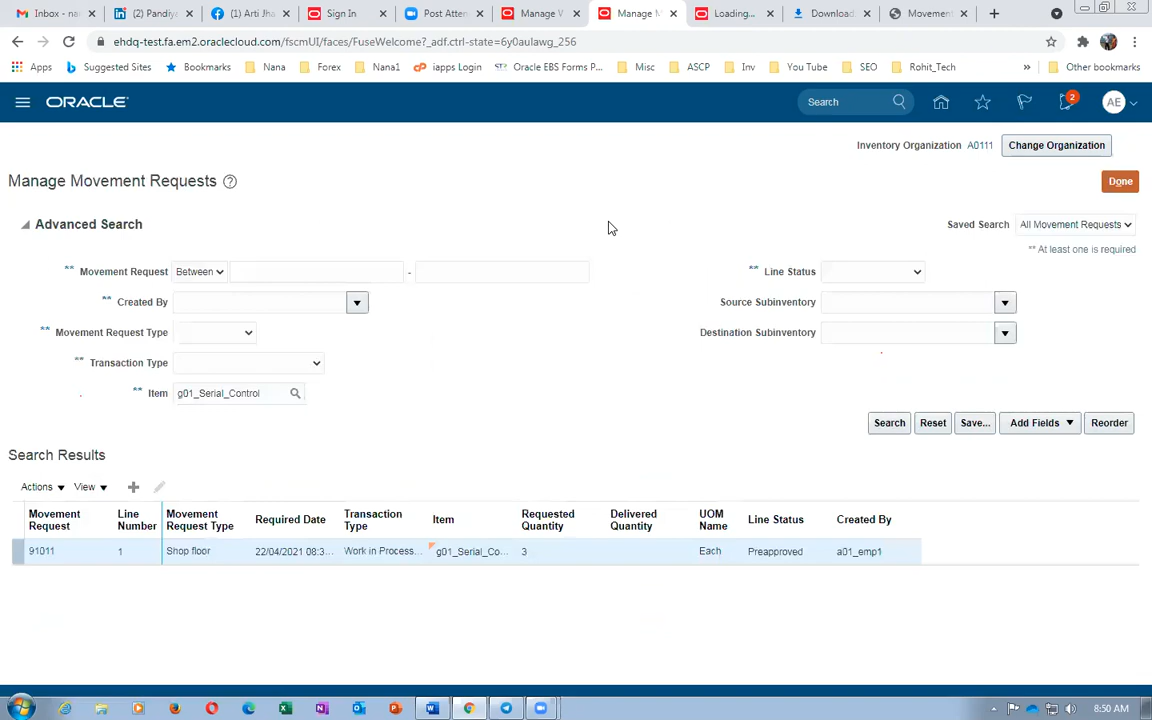 Inbox - nan
(2) Pandiya
(1) Arti Jha
Sign In
Post Atten
Manage W
Manage M
Loading...
Download
Movement
ehdq-test.fa.em2.oraclecloud.com/fscmUI/faces/FuseWelcome?_adf.ctrl-state=6y0aulawg_256
Apps
Suggested Sites
Bookmarks
Nana
Forex
Nana1
iapps Login
Oracle EBS Forms P...
Misc
ASCP
Inv
You Tube
SEO
Rohit_Tech
»
Other bookmarks
ORACLE
Search
2
AE
Inventory Organization A0111 Change Organization
Manage Movement Requests ?
Done
Advanced Search
Saved Search All Movement Requests
** At least one is required
** Movement Request Between -
** Line Status
** Created By
Source Subinventory
** Movement Request Type
Destination Subinventory
** Transaction Type
** Item g01_Serial_Control
Search Reset Save... Add Fields Reorder
Search Results
Actions View
Movement Request
Line Number
Movement Request Type
Required Date
Transaction Type
Item
Requested Quantity
Delivered Quantity
UOM Name
Line Status
Created By
91011 1 Shop floor 22/04/2021 08:3... Work in Process... g01_Serial_Co... 3 Each Preapproved a01_emp1
8:50 AM